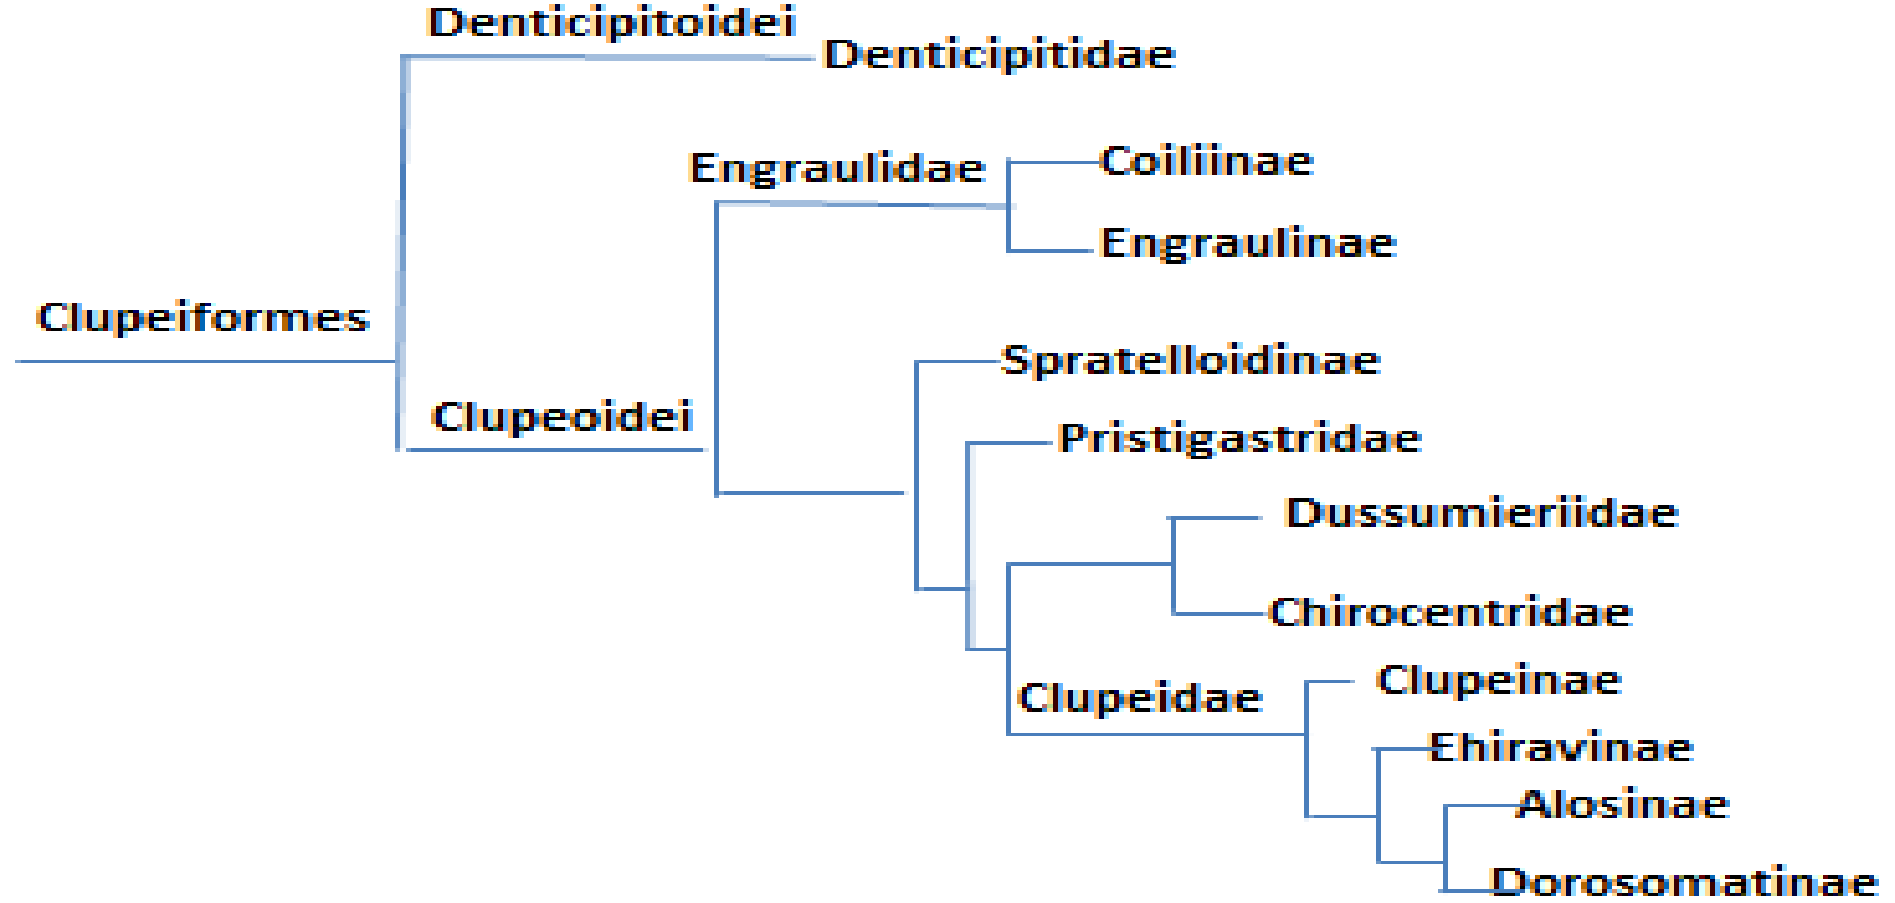 Denticipitoidei
Denticipitidae
Engraulidae
Coiliinae
Engraulinae
Clupeiformes
Spratelloidinae
Clupeoidei
Pristigastridae
Dussumieriidae
Chirocentridae
Clupeidae
Clupeinae
Ehiravinae
Alosinae
Dorosomatinae